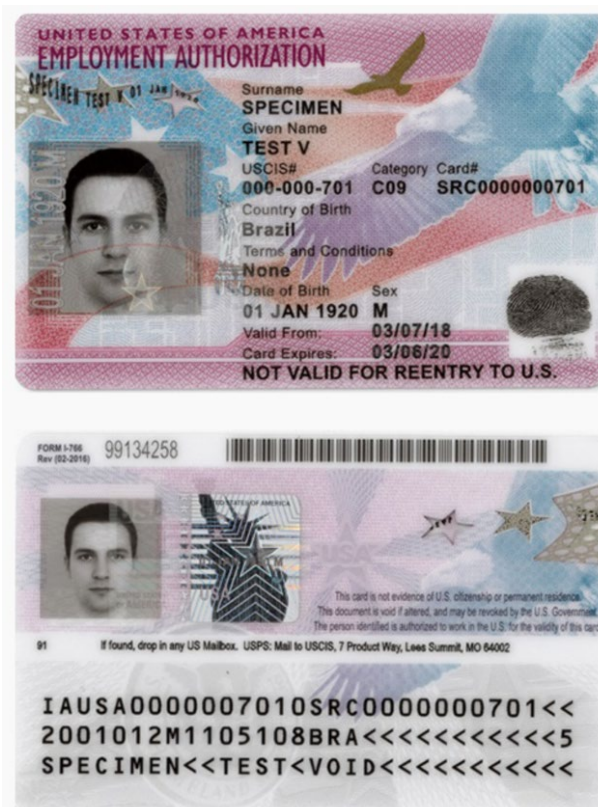 UNITED STATES OF AMERICA
EMPLOYMENT AUTHORIZATION
SPECIMEN TEST V 01 JAN
Surname
SPECIMEN
Given Name
TEST V
USCIS# Category Card#
000-000-701 C09 SRC0000000701
Country of Birth
Brazil
Terms and Conditions
None
Date of Birth Sex
01 JAN 1920 M
Valid From: 03/07/18
Card Expires: 03/06/20
NOT VALID FOR REENTRY TO U.S.
01 JAN 1920
FORM I-766 99134258
Rev (02-2016)
STATES OF AMERICA
USA
USA
This card is not evidence of U.S. citizenship or permanent residence.
This document is void if altered, and may be revoked by the U.S. Government
The person identified is authorized to work in the U.S. for the validity of this card
91 If found, drop in any US Mailbox. USPS: Mail to USCIS, 7 Product Way, Lees Summit, MO 64002
IAUSA0000007010SRC0000000701<<
2001012M1105108BRA<<<<<<<<<<<5
SPECIMEN<<TEST<VOID<<<<<<<<<<<